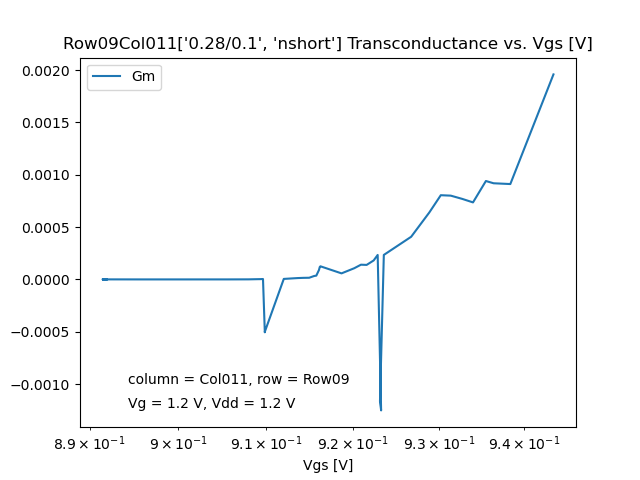 Row09Col011['0.28/0.1', 'nshort'] Transconductance vs. Vgs [V]
Gm
0.0020
0.0015
0.0010
0.0005
0.0000
−0.0005
−0.0010
column = Col011, row = Row09
Vg = 1.2 V, Vdd = 1.2 V
8.9 × 10⁻¹ 9 × 10⁻¹ 9.1 × 10⁻¹ 9.2 × 10⁻¹ 9.3 × 10⁻¹ 9.4 × 10⁻¹
Vgs [V]